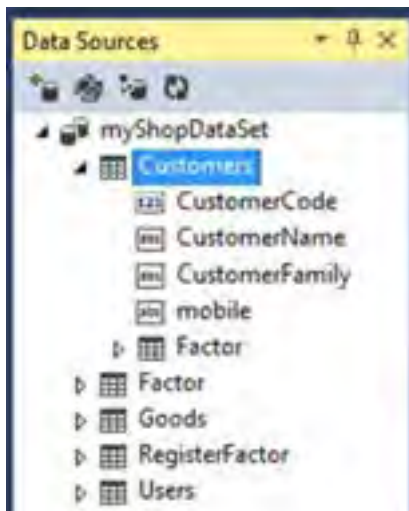 Data Sources
myShopDataSet
Customers
CustomerCode
CustomerName
CustomerFamily
mobile
Factor
Factor
Goods
RegisterFactor
Users